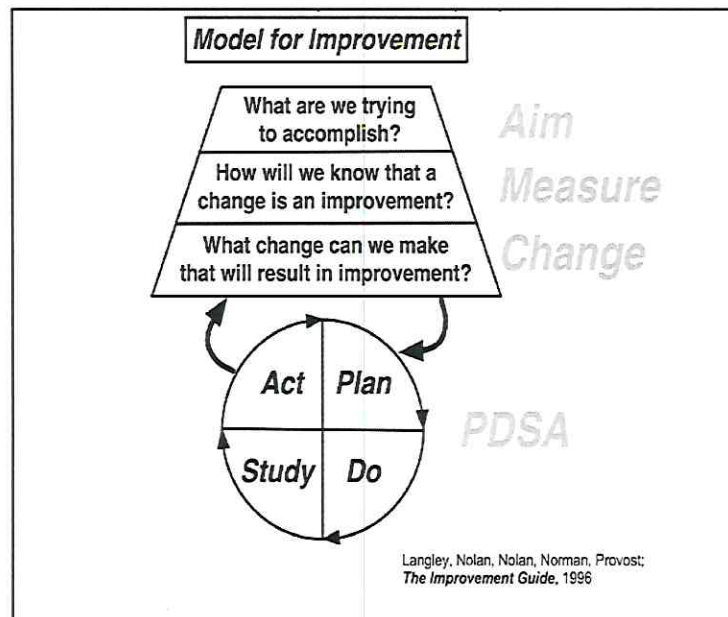 Model for Improvement
What are we trying
to accomplish?
Aim
How will we know that a
change is an improvement?
Measure
What change can we make
that will result in improvement?
Change
Act
Plan
PDSA
Study
Do
Langley, Nolan, Nolan, Norman, Provost;
The Improvement Guide, 1996